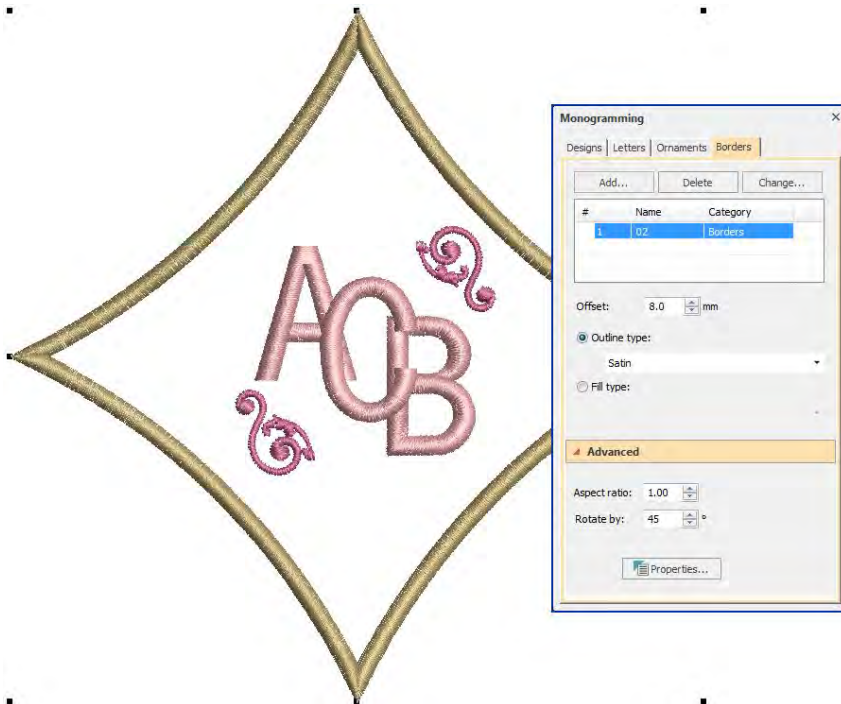 AOB
Monogramming
Designs Letters Ornaments Borders
Add... Delete Change...
# Name Category
1 02 Borders
Offset: 8.0 mm
Outline type:
Satin
Fill type:
Advanced
Aspect ratio: 1.00
Rotate by: 45 °
Properties...